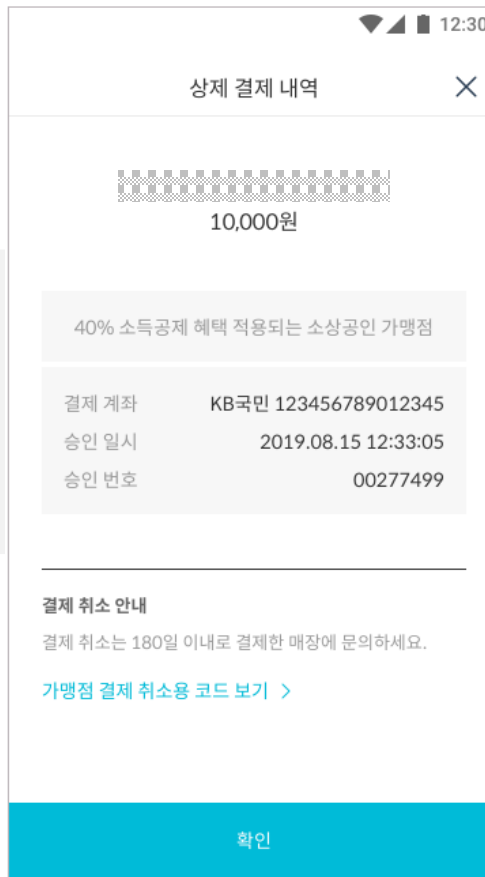 12:30
상제 결제 내역
10,000원
40% 소득공제 혜택 적용되는 소상공인 가맹점
결제 계좌 KB국민 123456789012345
승인 일시 2019.08.15 12:33:05
승인 번호 00277499
결제 취소 안내
결제 취소는 180일 이내로 결제한 매장에 문의하세요.
가맹점 결제 취소용 코드 보기 >
확인